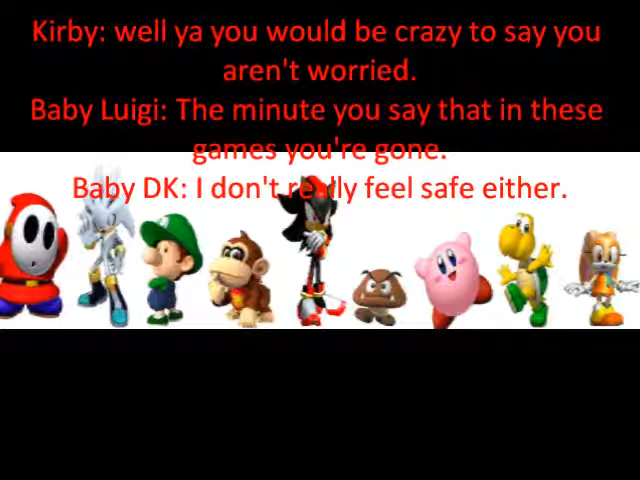 Kirby: well ya you would be crazy to say you
aren't worried.
Baby Luigi: The minute you say that in these
games you're gone.
Baby DK: I don't really feel safe either.